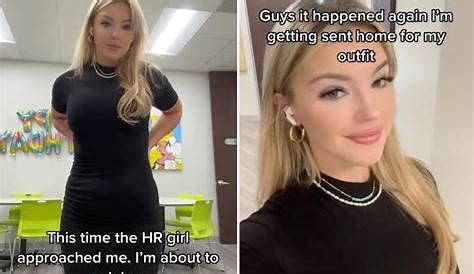 HDAY
This time the HR girl
approached me. I'm about to
Guys it happened again I'm
getting sent home for my
outfit